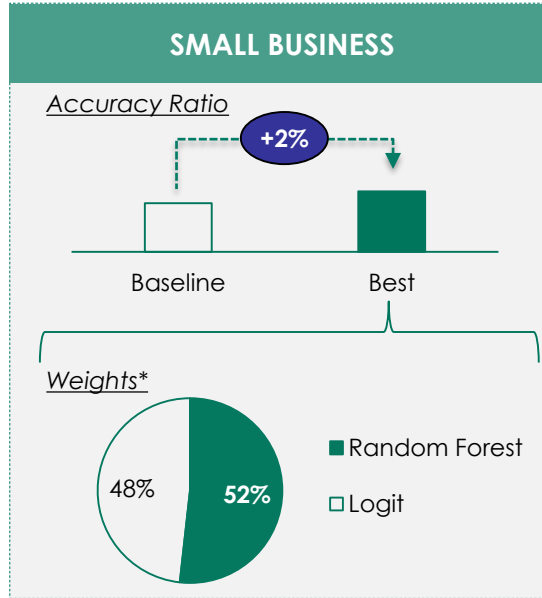 SMALL BUSINESS
Accuracy Ratio
+2%
Baseline
Best
Weights*
48%
52%
Random Forest
Logit